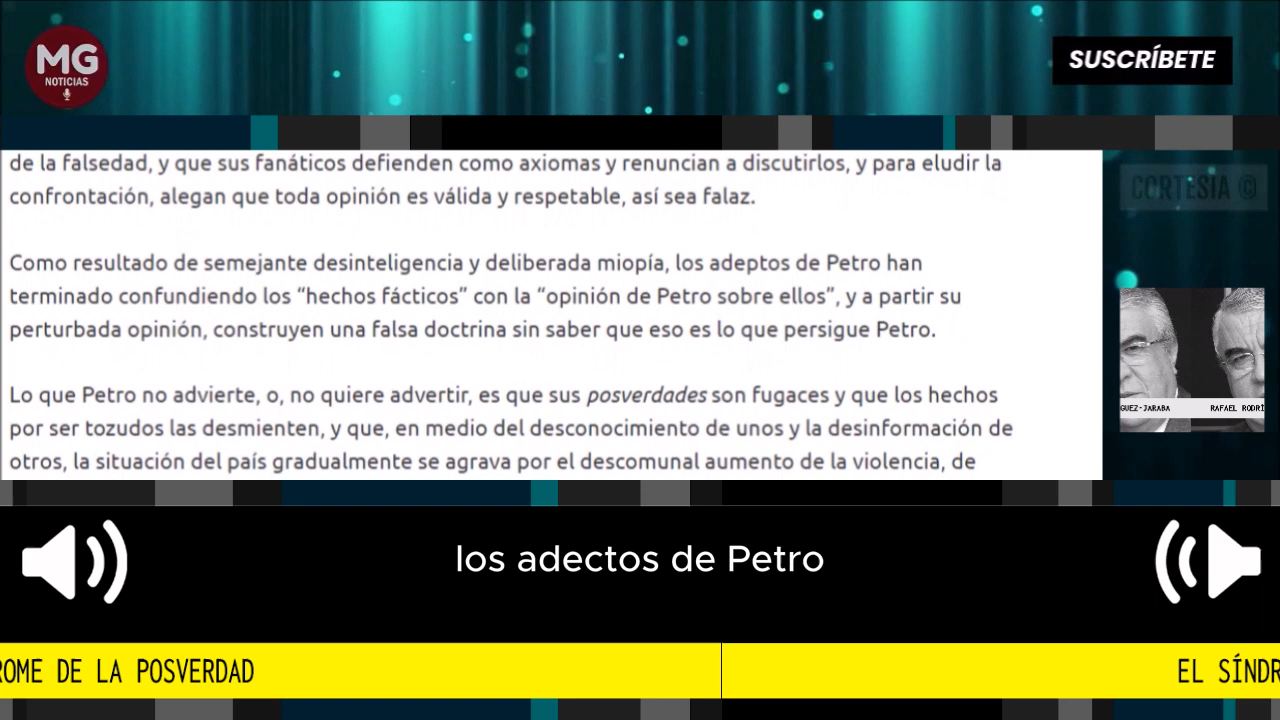 MG
NOTICIAS
SUSCRÍBETE
de la falsedad, y que sus fanáticos defienden como axiomas y renuncian a discutirlos, y para eludir la
confrontación, alegan que toda opinión es válida y respetable, así sea falaz.
CORTESIA ©
Como resultado de semejante desinteligencia y deliberada miopía, los adeptos de Petro han
terminado confundiendo los “hechos fácticos” con la “opinión de Petro sobre ellos”, y a partir su
perturbada opinión, construyen una falsa doctrina sin saber que eso es lo que persigue Petro.
Lo que Petro no advierte, o, no quiere advertir, es que sus posverdades son fugaces y que los hechos
por ser tozudos las desmienten, y que, en medio del desconocimiento de unos y la desinformación de
otros, la situación del país gradualmente se agrava por el descomunal aumento de la violencia, de
GUEZ-JARABA RAFAEL RODRÍ
los adectos de Petro
ROME DE LA POSVERDAD
EL SÍNDR